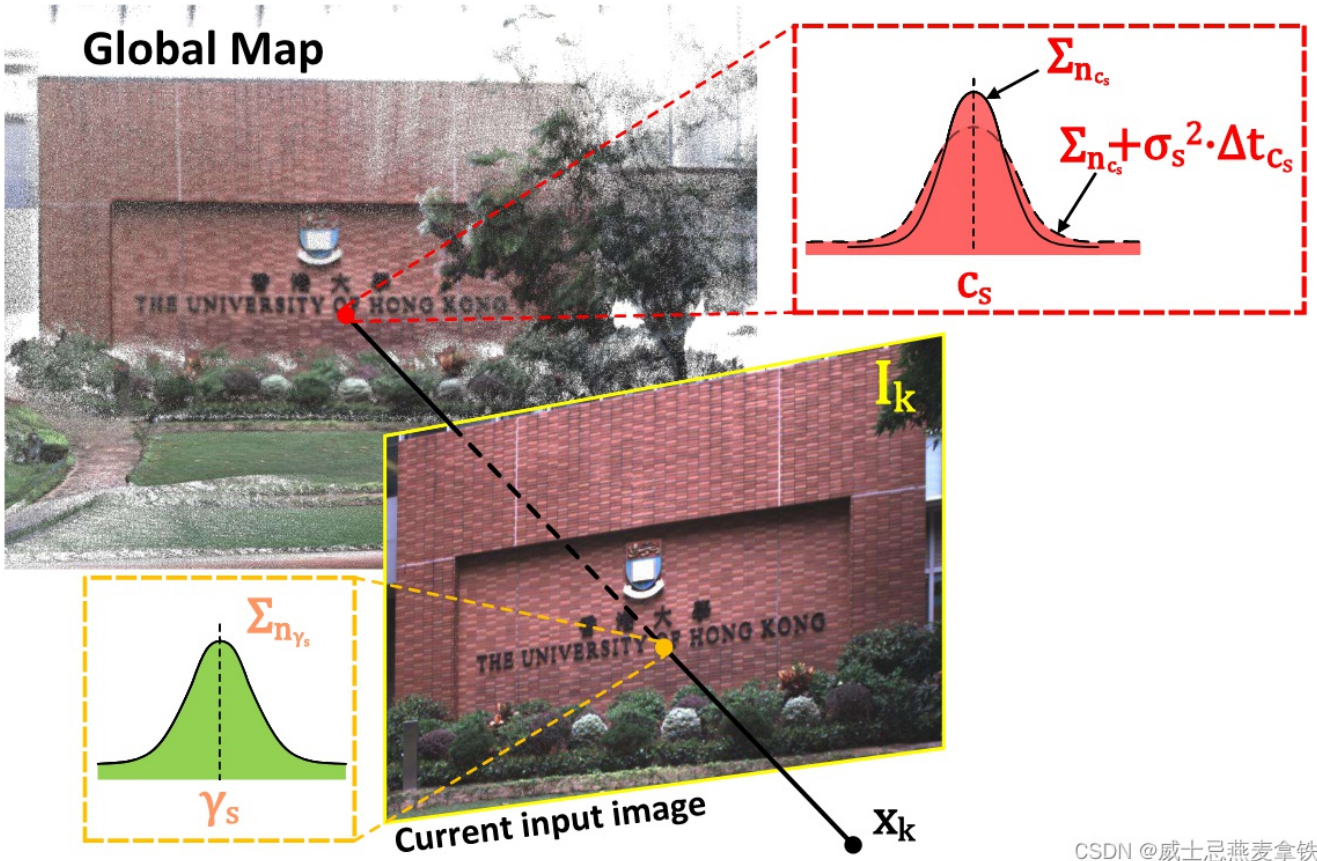 Global Map
Σn_cs
Σn_cs+σs²·Δt_cs
cs
香港大學
THE UNIVERSITY OF HONG KONG
Ik
香港大學
THE UNIVERSITY OF HONG KONG
Σn_γs
γs
Current input image
xk
CSDN @威士忌燕麦拿铁